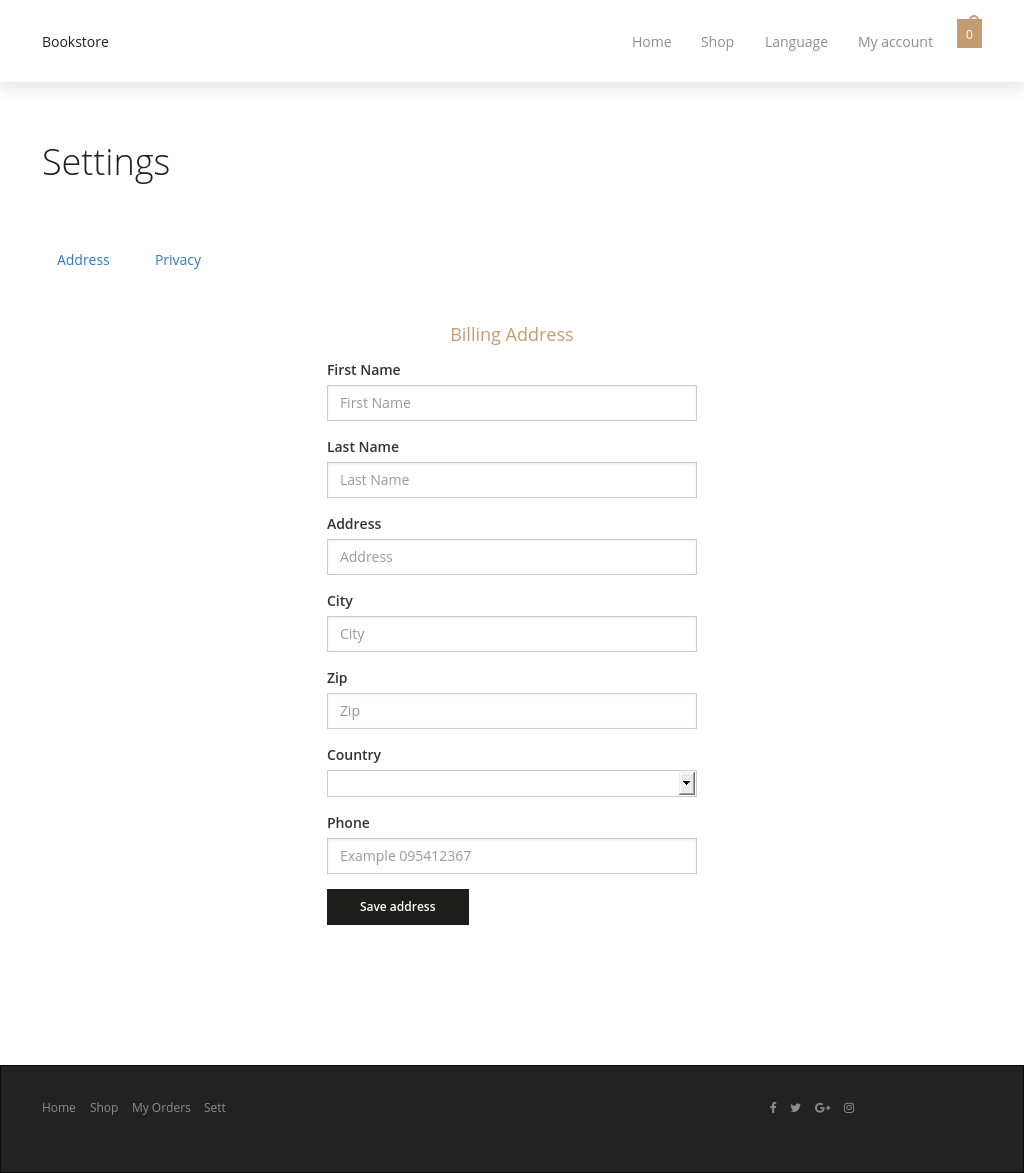 Bookstore
Home Shop Language My account 0
Settings
Address Privacy
Billing Address
First Name
First Name
Last Name
Last Name
Address
Address
City
City
Zip
Zip
Country
Phone
Example 095412367
Save address
Home Shop My Orders Sett